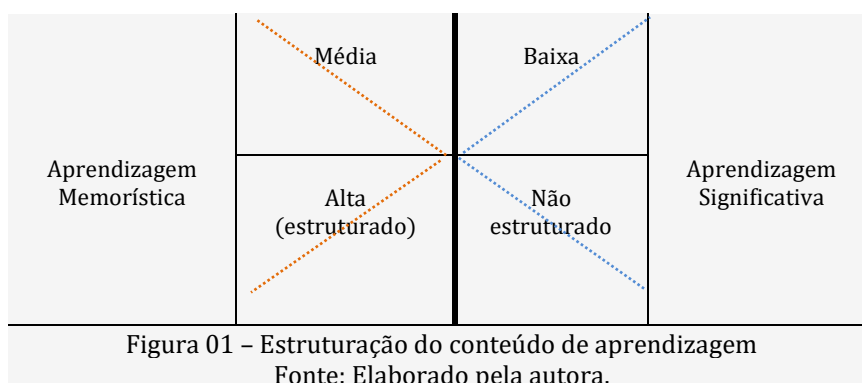 Média
Baixa
Aprendizagem
Memorística
Alta
(estruturado)
Não
estruturado
Aprendizagem
Significativa
Figura 01 – Estruturação do conteúdo de aprendizagem
Fonte: Elaborado pela autora.